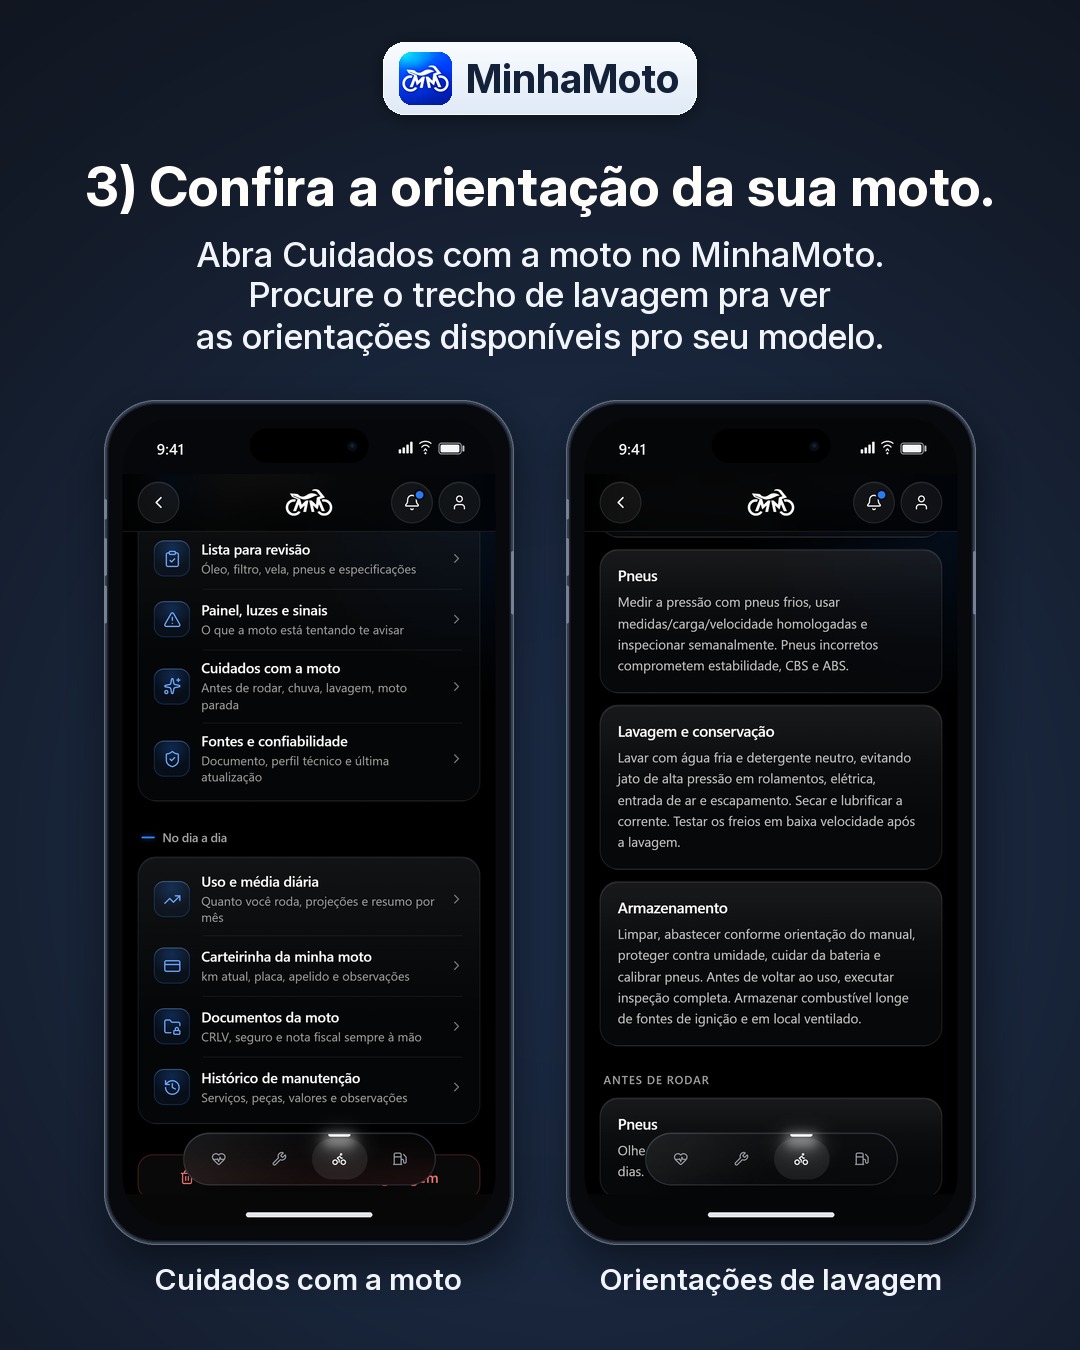 MinhaMoto
3) Confira a orientação da sua moto.
Abra Cuidados com a moto no MinhaMoto.
Procure o trecho de lavagem pra ver
as orientações disponíveis pro seu modelo.
9:41
MM
Lista para revisão
Óleo, filtro, vela, pneus e especificações
Painel, luzes e sinais
O que a moto está tentando te avisar
Cuidados com a moto
Antes de rodar, chuva, lavagem, moto
parada
Fontes e confiabilidade
Documento, perfil técnico e última
atualização
No dia a dia
Uso e média diária
Quanto você roda, projeções e resumo por
mês
Carteirinha da minha moto
km atual, placa, apelido e observações
Documentos da moto
CRLV, seguro e nota fiscal sempre à mão
Histórico de manutenção
Serviços, peças, valores e observações
Cuidados com a moto
9:41
MM
Pneus
Medir a pressão com pneus frios, usar
medidas/carga/velocidade homologadas e
inspecionar semanalmente. Pneus incorretos
comprometem estabilidade, CBS e ABS.
Lavagem e conservação
Lavar com água fria e detergente neutro, evitando
jato de alta pressão em rolamentos, elétrica,
entrada de ar e escapamento. Secar e lubrificar a
corrente. Testar os freios em baixa velocidade após
a lavagem.
Armazenamento
Limpar, abastecer conforme orientação do manual,
proteger contra umidade, cuidar da bateria e
calibrar pneus. Antes de voltar ao uso, executar
inspeção completa. Armazenar combustível longe
de fontes de ignição e em local ventilado.
ANTES DE RODAR
Pneus
Olhe
dias.
Orientações de lavagem